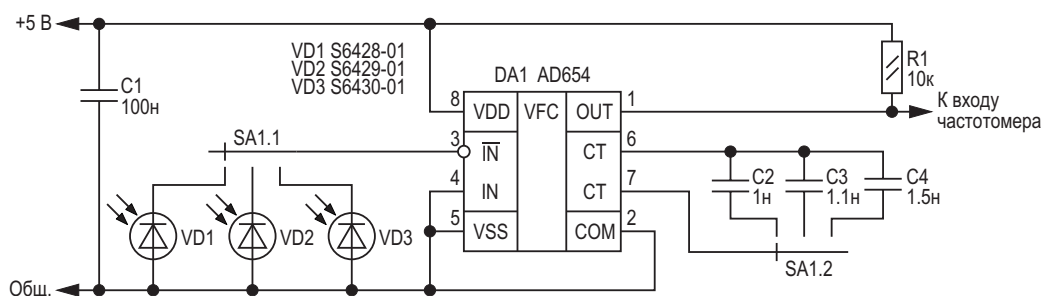 +5 В
C1
100н
VD1 S6428-01
VD2 S6429-01
VD3 S6430-01
DA1 AD654
R1
10к
8 VDD VFC OUT 1
К входу
частотомера
SA1.1
3 IN CT 6
4 IN CT 7
C2
1н
C3
1.1н
C4
1.5н
5 VSS COM 2
VD1
VD2
VD3
SA1.2
Общ.